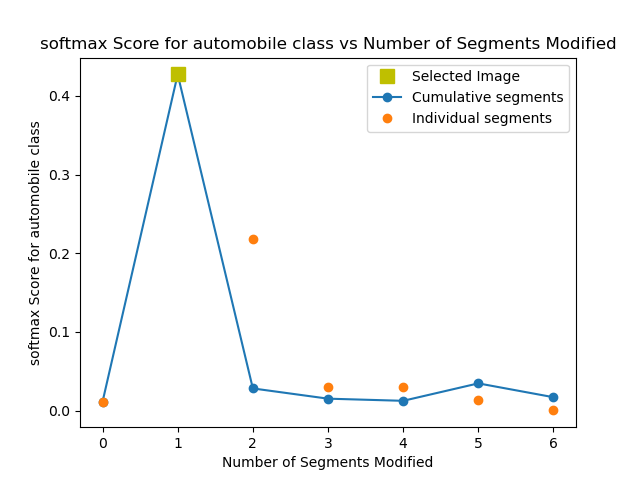 softmax Score for automobile class vs Number of Segments Modified
Selected Image
Cumulative segments
Individual segments
softmax Score for automobile class
0.4
0.3
0.2
0.1
0.0
0 1 2 3 4 5 6
Number of Segments Modified